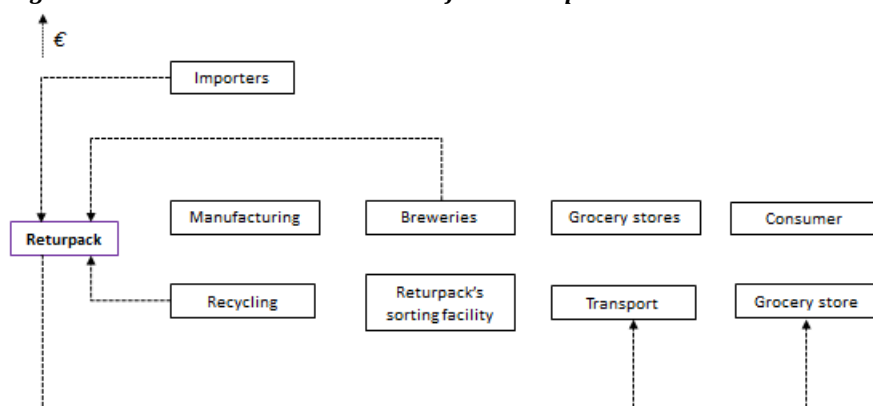 €
Importers
Manufacturing
Breweries
Grocery stores
Consumer
Returpack
Recycling
Returpack's
sorting facility
Transport
Grocery store